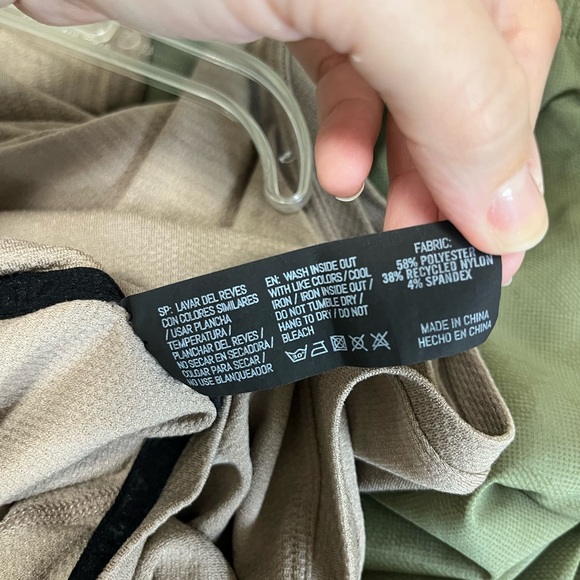 SP: LAVAR DEL REVES
CON COLORES SIMILARES
/ USAR PLANCHA
TEMPERATURA /
PLANCHAR DEL REVES /
NO SECAR EN SECADORA /
COLGAR PARA SECAR /
NO USE BLANQUEADOR
EN: WASH INSIDE OUT
WITH LIKE COLORS / COOL
IRON / IRON INSIDE OUT /
DO NOT TUMBLE DRY /
HANG TO DRY / DO NOT
BLEACH
FABRIC:
58% POLYESTER
38% RECYCLED NYLON
4% SPANDEX
MADE IN CHINA
HECHO EN CHINA